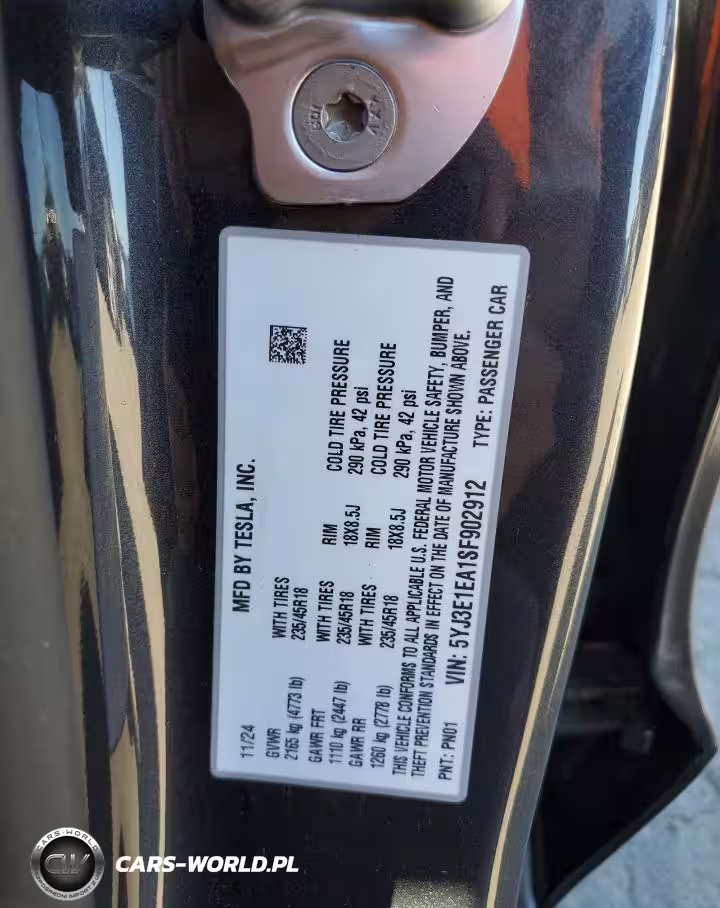 MFD BY TESLA, INC.
11/24
GVWR
2165 kg (4773 lb)
WITH TIRES
235/45R18
GAWR FRT
1110 kg (2447 lb)
WITH TIRES
235/45R18
RIM
18X8.5J
COLD TIRE PRESSURE
290 kPa, 42 psi
GAWR RR
1260 kg (2778 lb)
WITH TIRES
235/45R18
RIM
18X8.5J
COLD TIRE PRESSURE
290 kPa, 42 psi
THIS VEHICLE CONFORMS TO ALL APPLICABLE U.S. FEDERAL MOTOR VEHICLE SAFETY, BUMPER, AND
THEFT PREVENTION STANDARDS IN EFFECT ON THE DATE OF MANUFACTURE SHOWN ABOVE.
PNT: PN01 VIN: 5YJ3E1EA1SF902912 TYPE: PASSENGER CAR
CARS-WORLD
CW
CARS-WORLD.PL